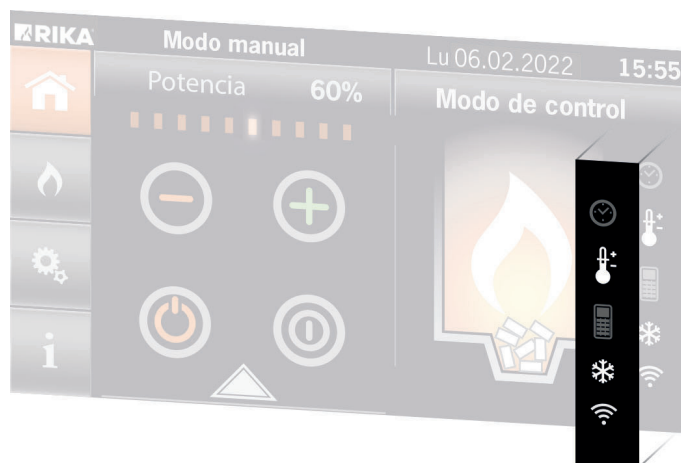 RIKA
Modo manual
Lu 06.02.2022
15:55
Potencia
60%
Modo de control
i